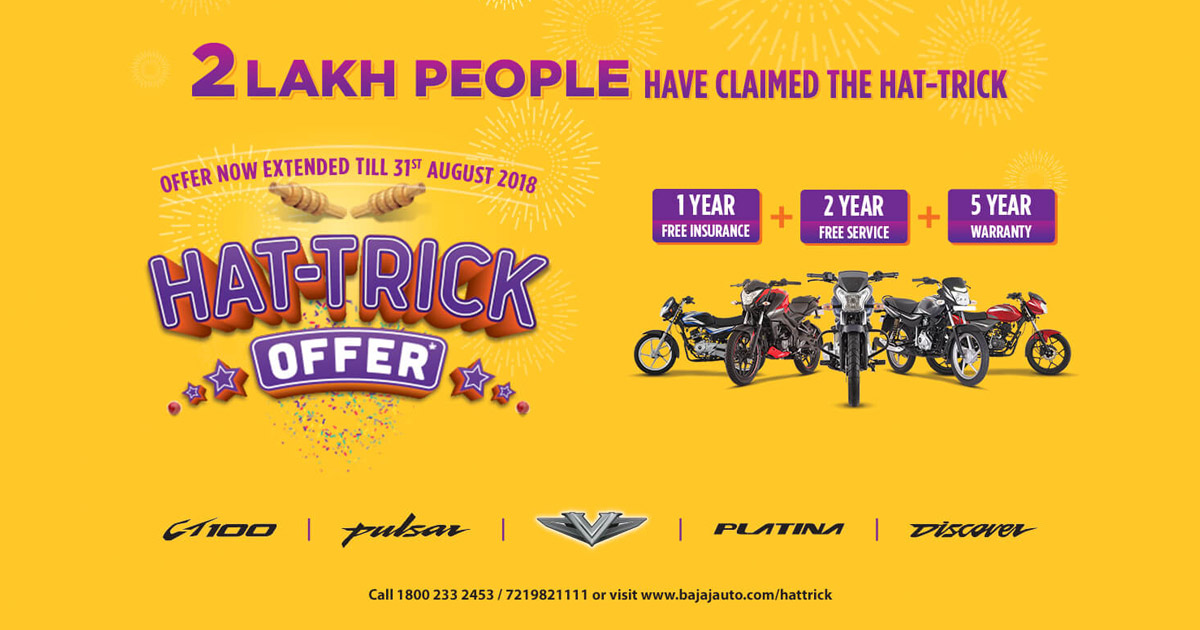 2 LAKH PEOPLE HAVE CLAIMED THE HAT-TRICK
OFFER NOW EXTENDED TILL 31ST AUGUST 2018
HAT-TRICK
OFFER*
1 YEAR
FREE INSURANCE
+
2 YEAR
FREE SERVICE
+
5 YEAR
WARRANTY
CT100 | pulsar | V | PLATINA | Discover
Call 1800 233 2453 / 7219821111 or visit www.bajajauto.com/hattrick